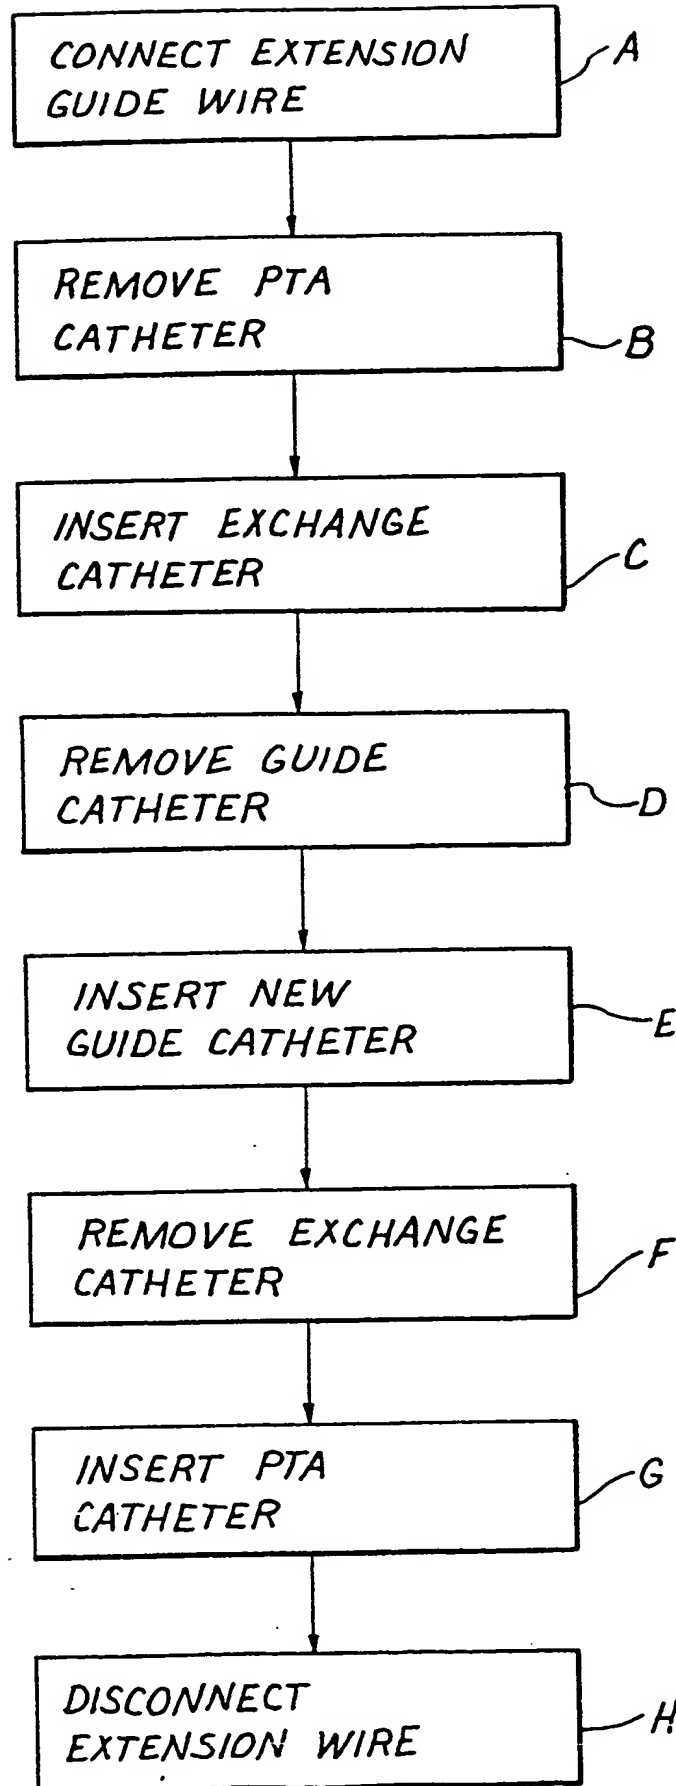 CONNECT EXTENSION
GUIDE WIRE
A
REMOVE PTA
CATHETER
B
INSERT EXCHANGE
CATHETER
C
REMOVE GUIDE
CATHETER
D
INSERT NEW
GUIDE CATHETER
E
REMOVE EXCHANGE
CATHETER
F
INSERT PTA
CATHETER
G
DISCONNECT
EXTENSION WIRE
H